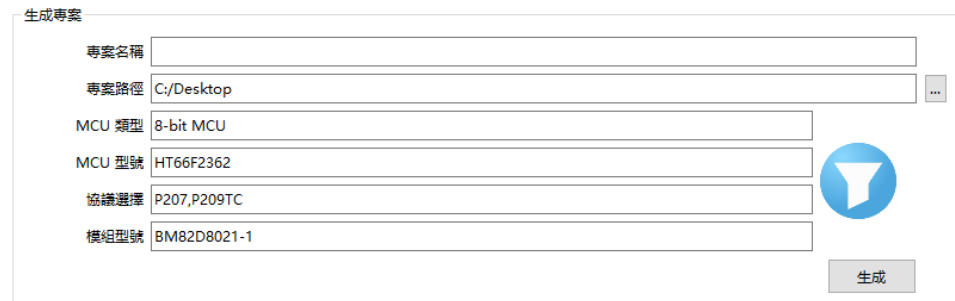 生成專案
專案名稱
專案路徑 C:/Desktop ...
MCU 類型 8-bit MCU
MCU 型號 HT66F2362
協議選擇 P207,P209TC
模組型號 BM82D8021-1
生成